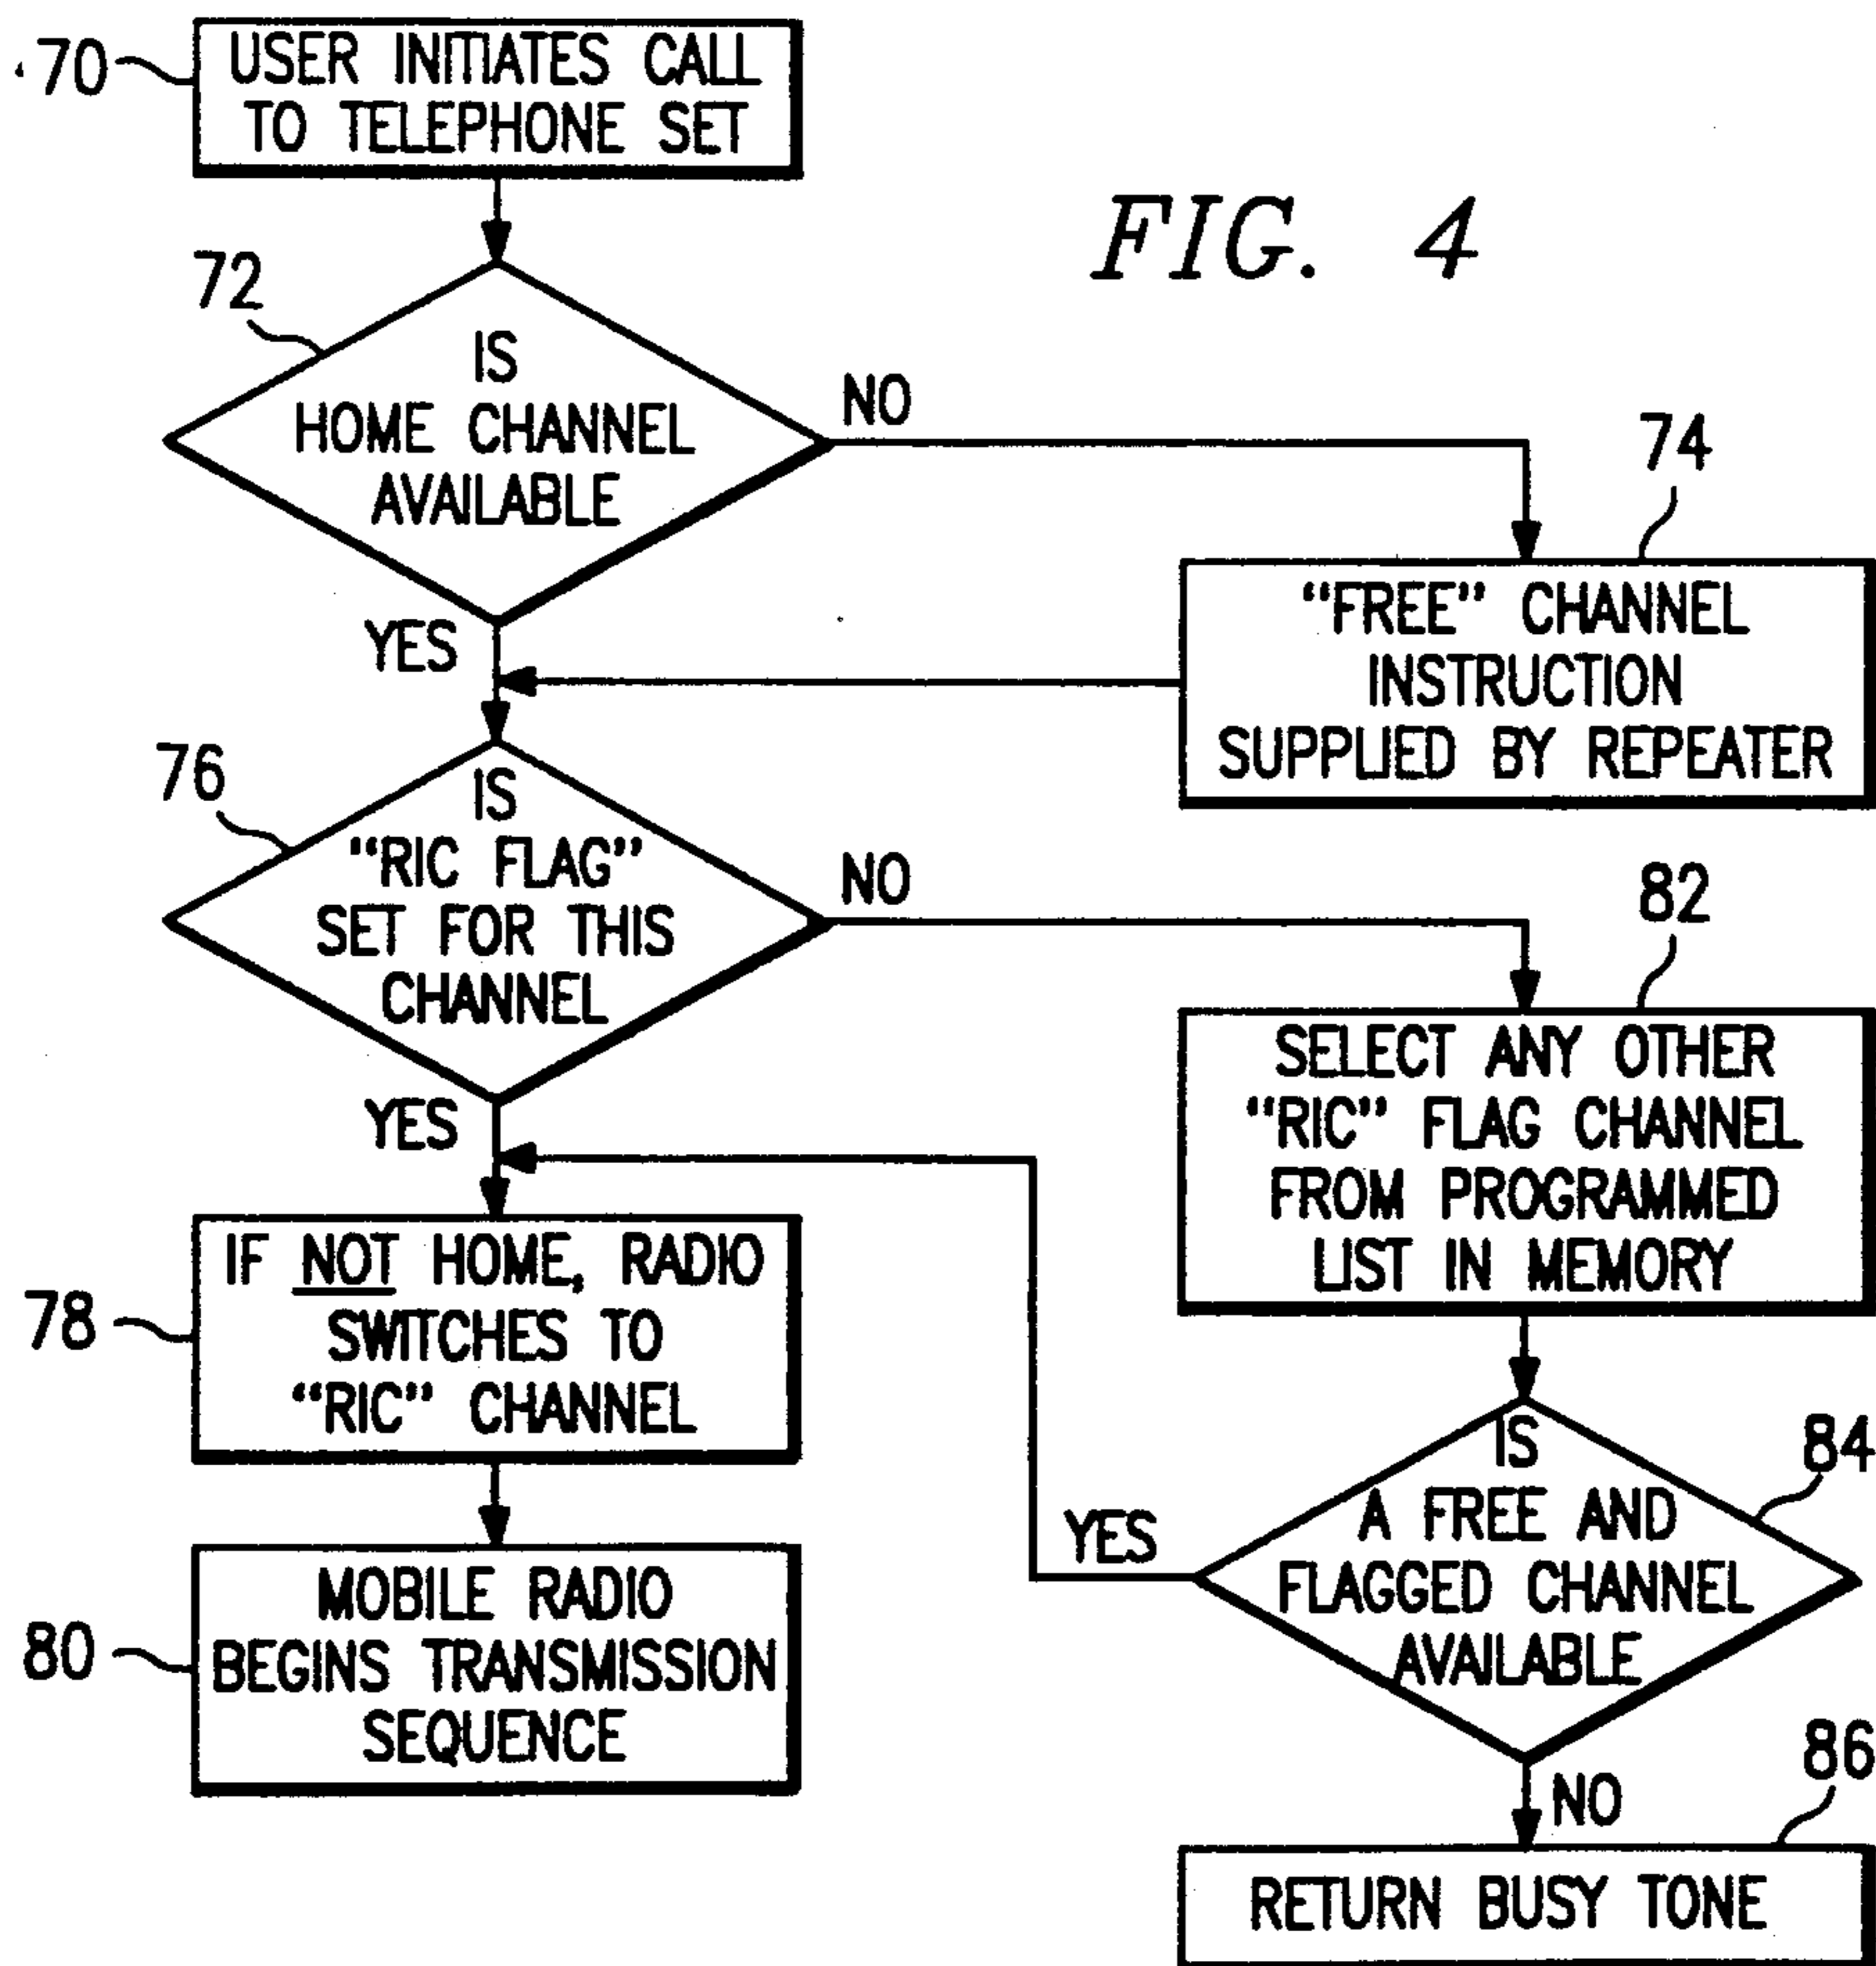 70
USER INITIATES CALL
TO TELEPHONE SET
FIG. 4
72
IS
HOME CHANNEL
AVAILABLE
NO
YES
74
"FREE" CHANNEL
INSTRUCTION
SUPPLIED BY REPEATER
76
IS
"RIC FLAG"
SET FOR THIS
CHANNEL
NO
YES
82
SELECT ANY OTHER
"RIC" FLAG CHANNEL
FROM PROGRAMMED
LIST IN MEMORY
78
IF NOT HOME, RADIO
SWITCHES TO
"RIC" CHANNEL
84
IS
A FREE AND
FLAGGED CHANNEL
AVAILABLE
YES
NO
80
MOBILE RADIO
BEGINS TRANSMISSION
SEQUENCE
86
RETURN BUSY TONE